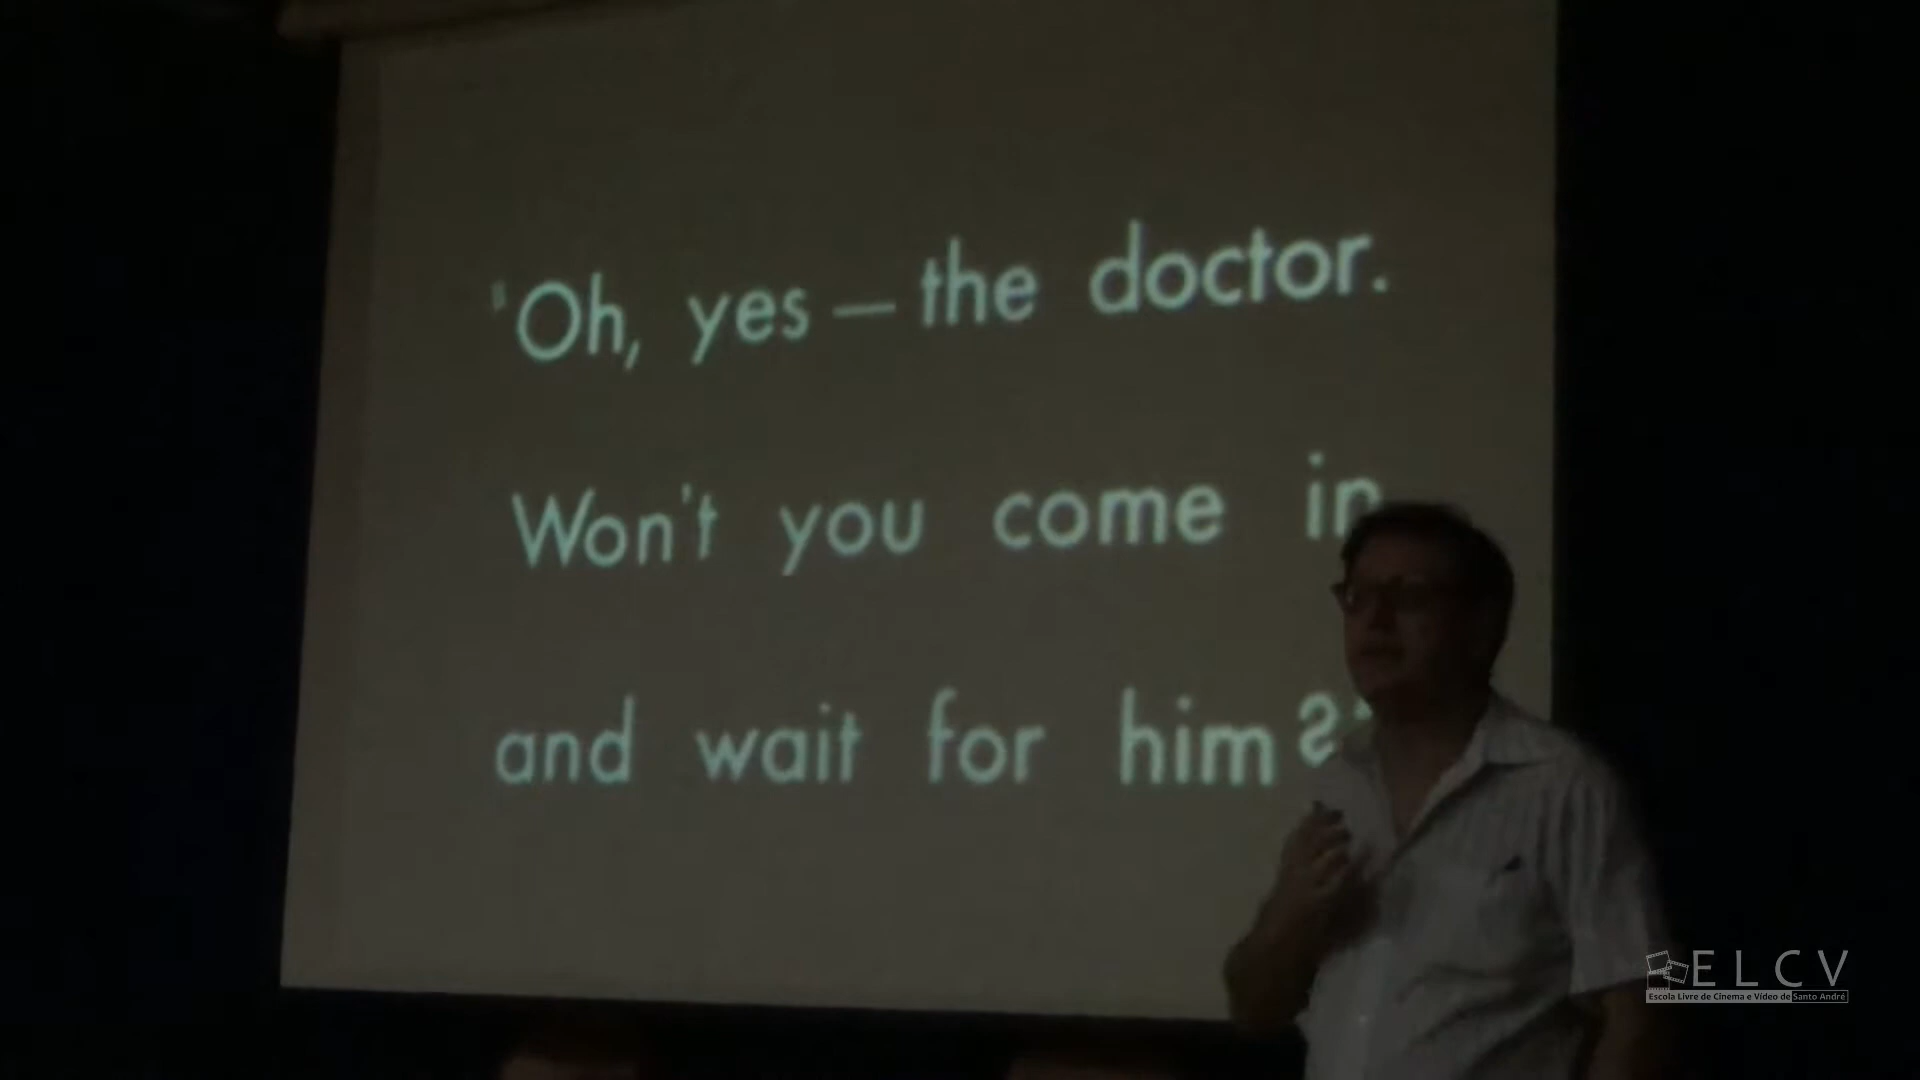 'Oh, yes — the doctor.
Won't you come in
and wait for him?'
ELCV
Escola Livre de Cinema e Vídeo de Santo André